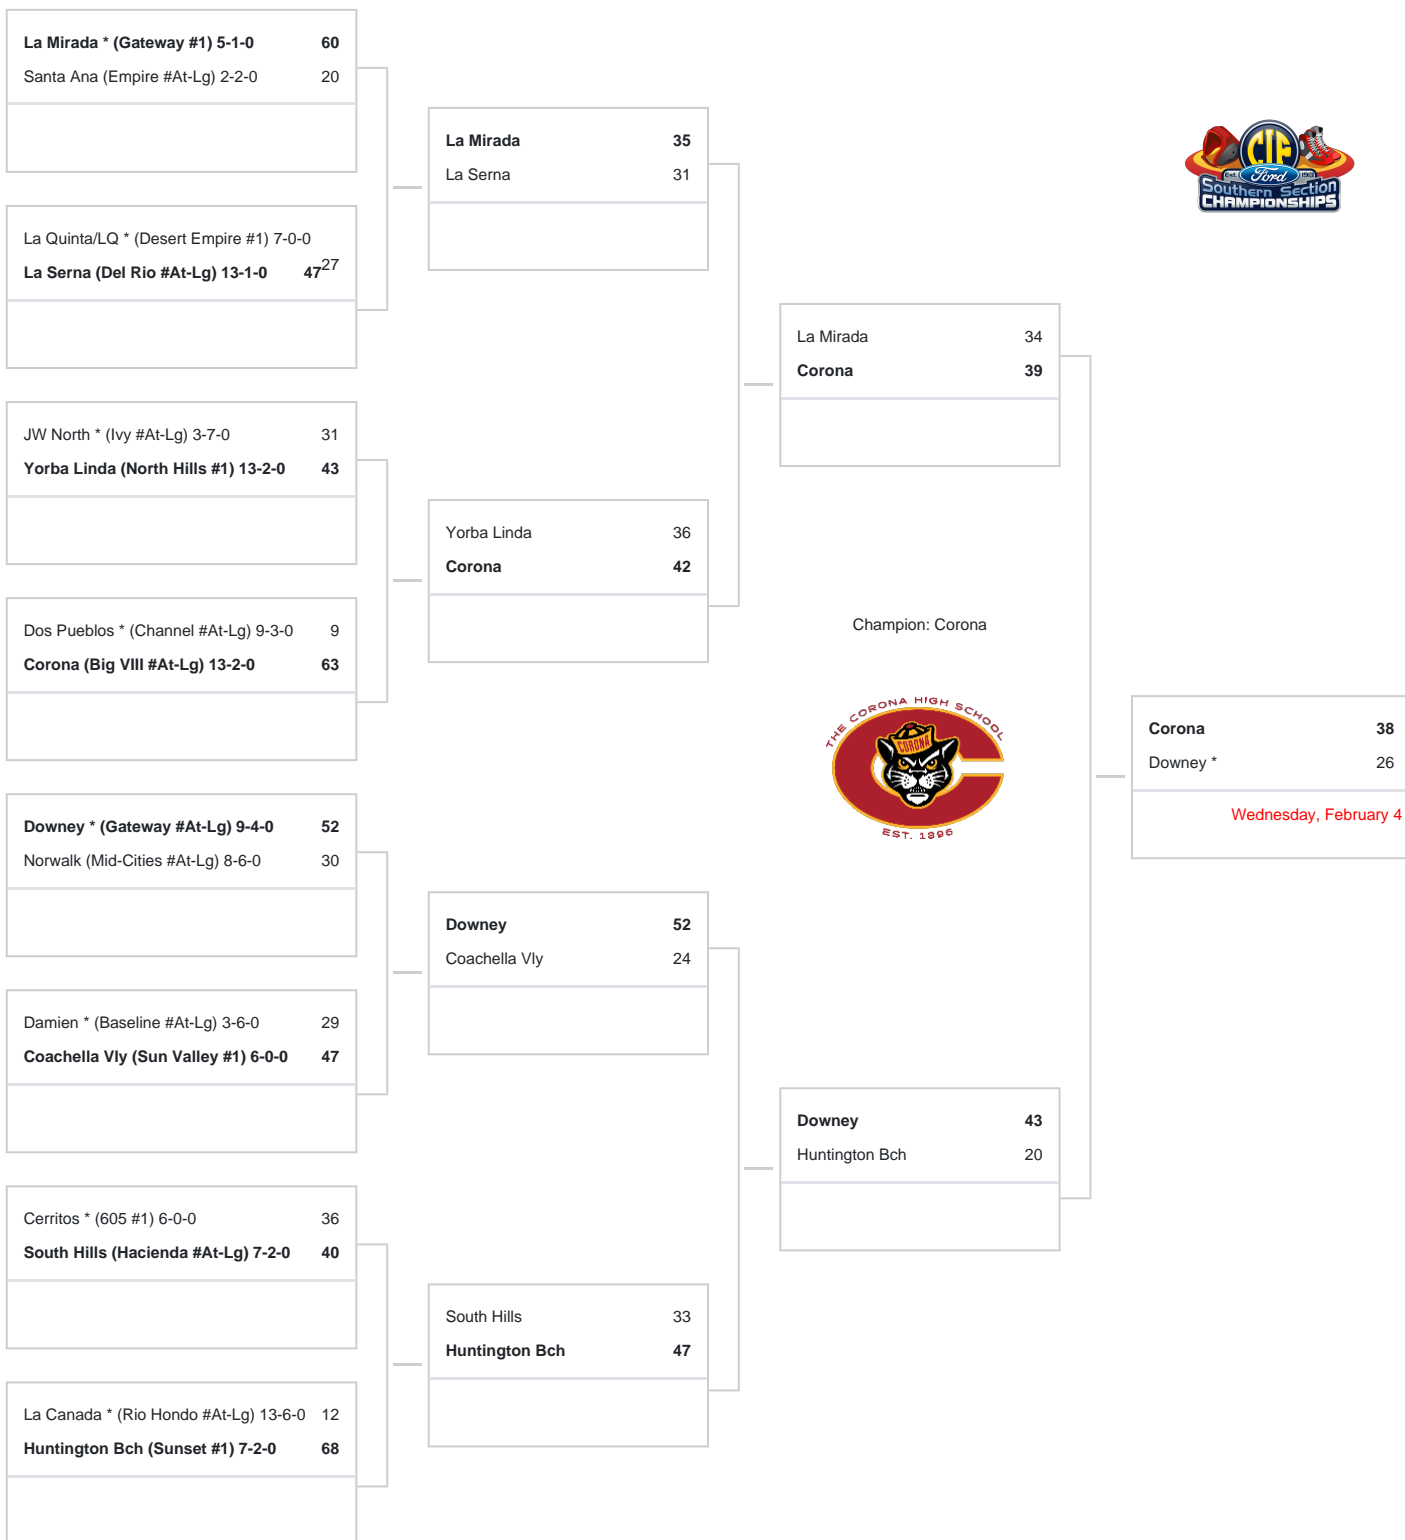 La Mirada * (Gateway #1) 5-1-0 60
Santa Ana (Empire #At-Lg) 2-2-0 20
La Quinta/LQ * (Desert Empire #1) 7-0-0 27
La Serna (Del Rio #At-Lg) 13-1-0 47
JW North * (Ivy #At-Lg) 3-7-0 31
Yorba Linda (North Hills #1) 13-2-0 43
Dos Pueblos * (Channel #At-Lg) 9-3-0 9
Corona (Big VIII #At-Lg) 13-2-0 63
Downey * (Gateway #At-Lg) 9-4-0 52
Norwalk (Mid-Cities #At-Lg) 8-6-0 30
Damien * (Baseline #At-Lg) 3-6-0 29
Coachella Vly (Sun Valley #1) 6-0-0 47
Cerritos * (605 #1) 6-0-0 36
South Hills (Hacienda #At-Lg) 7-2-0 40
La Canada * (Rio Hondo #At-Lg) 13-6-0 12
Huntington Bch (Sunset #1) 7-2-0 68
La Mirada 35
La Serna 31
Yorba Linda 36
Corona 42
Downey 52
Coachella Vly 24
South Hills 33
Huntington Bch 47
La Mirada 34
Corona 39
Downey 43
Huntington Bch 20
Champion: Corona
THE CORONA HIGH SCHOOL
CORONA
EST. 1896
CIF
Est. 1913
Ford
Southern Section
CHAMPIONSHIPS
Corona 38
Downey * 26
Wednesday, February 4